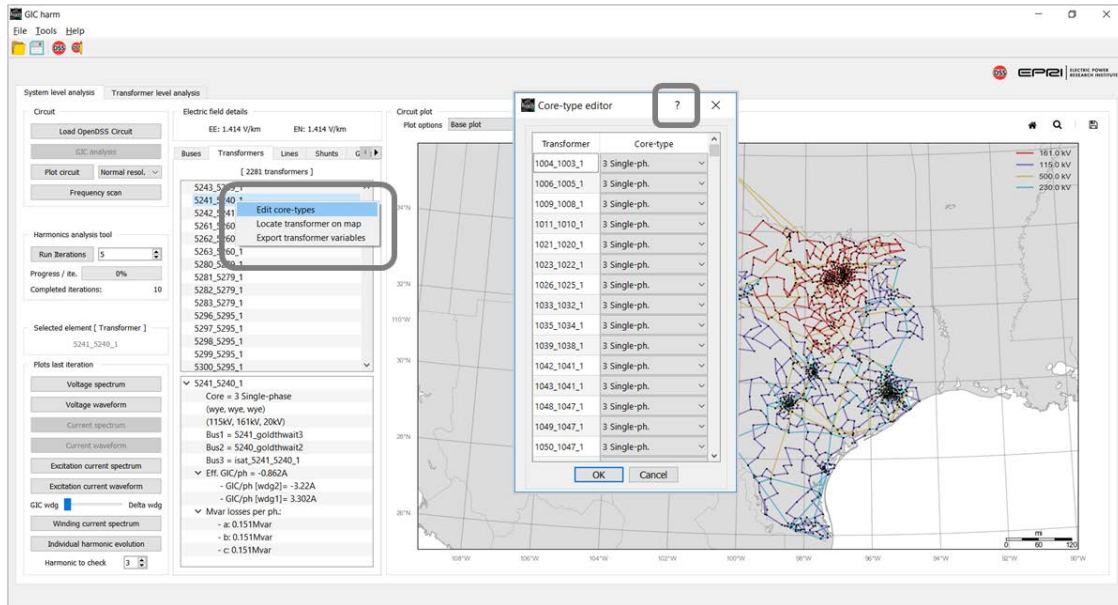 GIC harm
File Tools Help
EPRI ELECTRIC POWER RESEARCH INSTITUTE
System level analysis Transformer level analysis
Circuit
Load OpenDSS Circuit
GIC analysis
Plot circuit Normal resol.
Frequency scan
Harmonics analysis tool
Run Iterations 5
Progress / ite. 0%
Completed iterations: 10
Selected element [ Transformer ]
5241_5240_1
Plots last iteration
Voltage spectrum
Voltage waveform
Current spectrum
Current waveform
Excitation current spectrum
Excitation current waveform
GIC wdg Delta wdg
Winding current spectrum
Individual harmonic evolution
Harmonic to check 3
Electric field details
EE: 1.414 V/km EN: 1.414 V/km
Buses Transformers Lines Shunts G
[ 2281 transformers ]
5241_5240_1
Edit core-types
Locate transformer on map
Export transformer variables
5263_5260_1
5280_5279_1
5281_5279_1
5282_5279_1
5283_5279_1
5296_5295_1
5297_5295_1
5298_5295_1
5299_5295_1
5300_5295_1
5241_5240_1
Core = 3 Single-phase
(wye, wye, wye)
(115kV, 161kV, 20kV)
Bus1 = 5241_goldthwait3
Bus2 = 5240_goldthwait2
Bus3 = isat_5241_5240_1
Eff. GIC/ph = -0.862A
- GIC/ph [wdg2]= -3.22A
- GIC/ph [wdg1]= 3.302A
Mvar losses per ph.:
- a: 0.151Mvar
- b: 0.151Mvar
- c: 0.151Mvar
Circuit plot
Plot options Base plot
Core-type editor ?
Transformer Core-type
1004_1003_1 3 Single-ph.
1006_1005_1 3 Single-ph.
1009_1008_1 3 Single-ph.
1011_1010_1 3 Single-ph.
1021_1020_1 3 Single-ph.
1023_1022_1 3 Single-ph.
1026_1025_1 3 Single-ph.
1033_1032_1 3 Single-ph.
1035_1034_1 3 Single-ph.
1039_1038_1 3 Single-ph.
1042_1041_1 3 Single-ph.
1043_1041_1 3 Single-ph.
1048_1047_1 3 Single-ph.
1049_1047_1 3 Single-ph.
1050_1047_1 3 Single-ph.
OK Cancel
161.0 kV
115.0 kV
500.0 kV
230.0 kV
32°N
110°W
30°N
28°N
26°N
108°W 106°W 104°W 102°W 100°W 98°W 96°W 94°W 92°W 90°W
mi
0 60 120